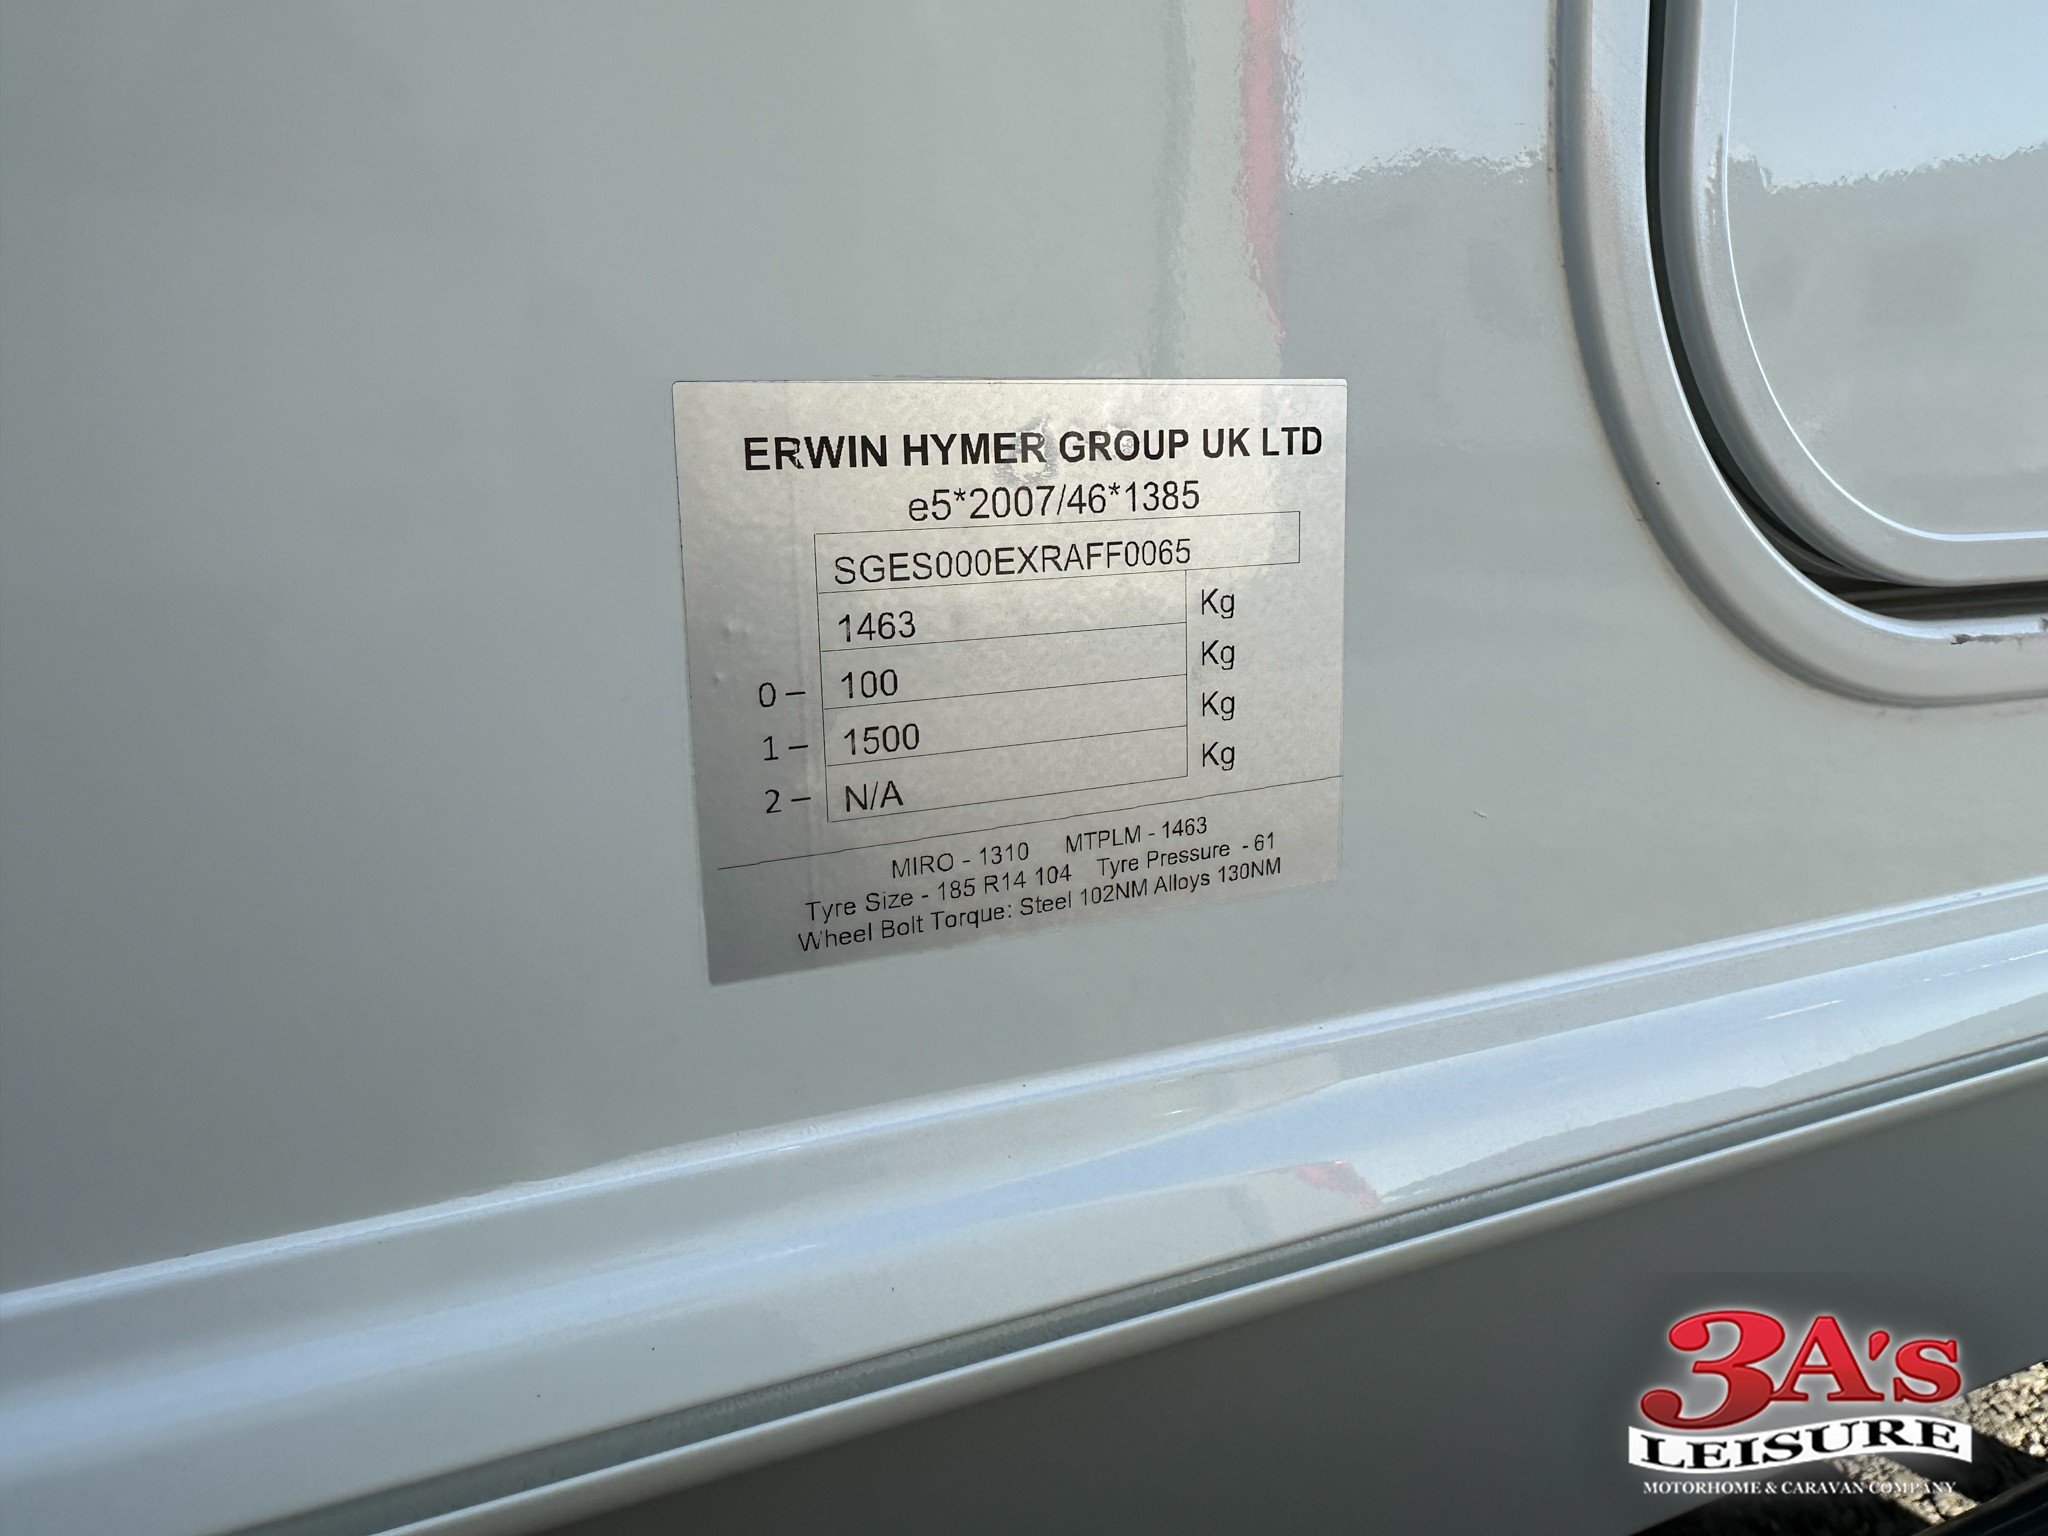 ERWIN HYMER GROUP UK LTD
e5*2007/46*1385
SGES000EXRAFF0065
1463 Kg
0 – 100 Kg
1 – 1500 Kg
2 – N/A Kg
MIRO - 1310 MTPLM - 1463
Tyre Size - 185 R14 104 Tyre Pressure - 61
Wheel Bolt Torque: Steel 102NM Alloys 130NM
3A's
LEISURE
MOTORHOME & CARAVAN COMPANY